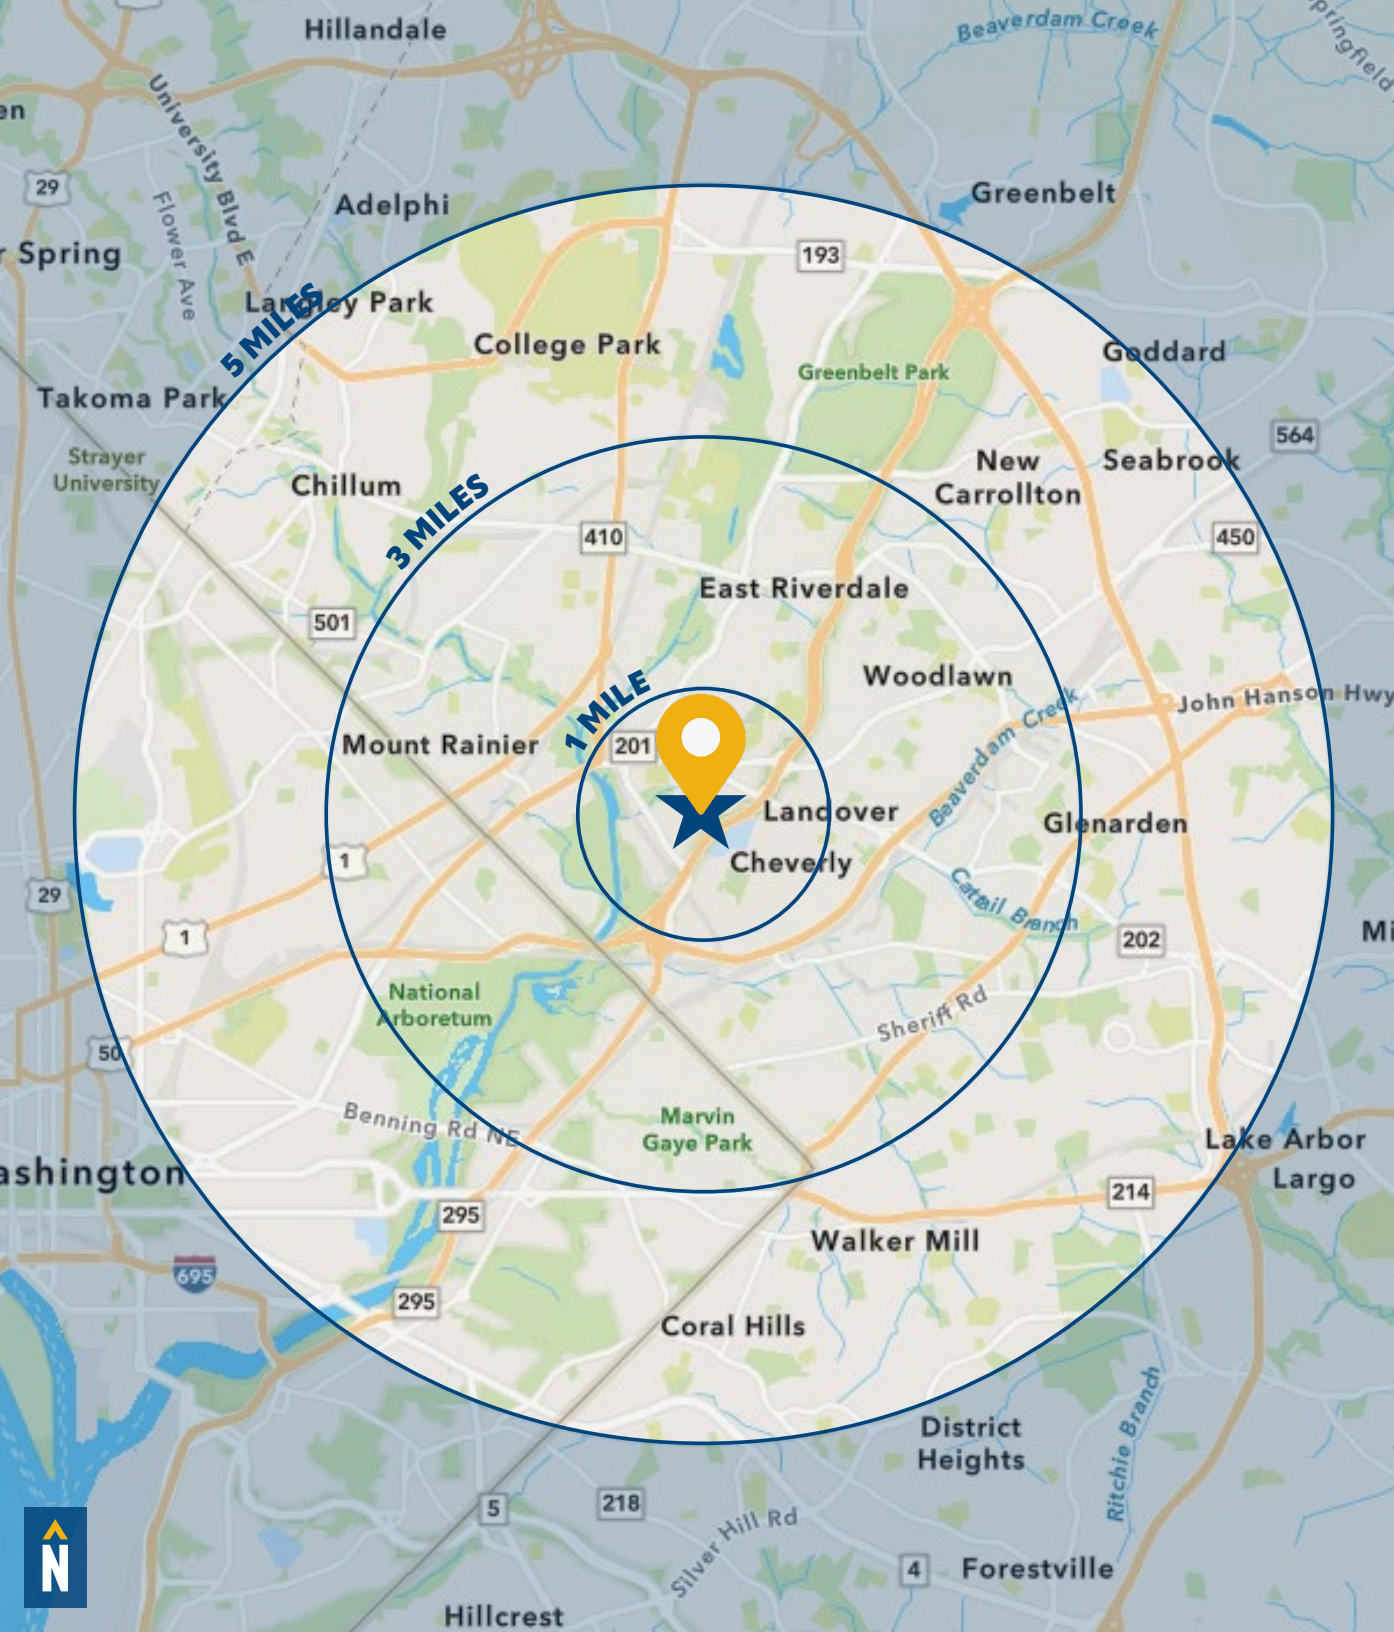 Hillandale
Beaverdam Creek
pringfield
en
University Blvd E
29
Flower Ave
Adelphi
Greenbelt
r Spring
193
Langley Park
5 MILES
College Park
Goddard
Greenbelt Park
Takoma Park
564
Strayer
University
New
Carrollton
Seabrook
Chillum
3 MILES
410
450
East Riverdale
501
Woodlawn
1 MILE
John Hanson Hwy
Mount Rainier
201
Beaverdam Creek
Landover
Glenarden
1
Cheverly
29
Cattail Branch
1
202
Mi
National
Arboretum
Sheriff Rd
50
Benning Rd NE
Marvin
Gaye Park
Lake Arbor
ashington
Largo
214
295
Walker Mill
695
295
Coral Hills
District
Heights
Ritchie Branch
5
218
Silver Hill Rd
4
Forestville
N
Hillcrest